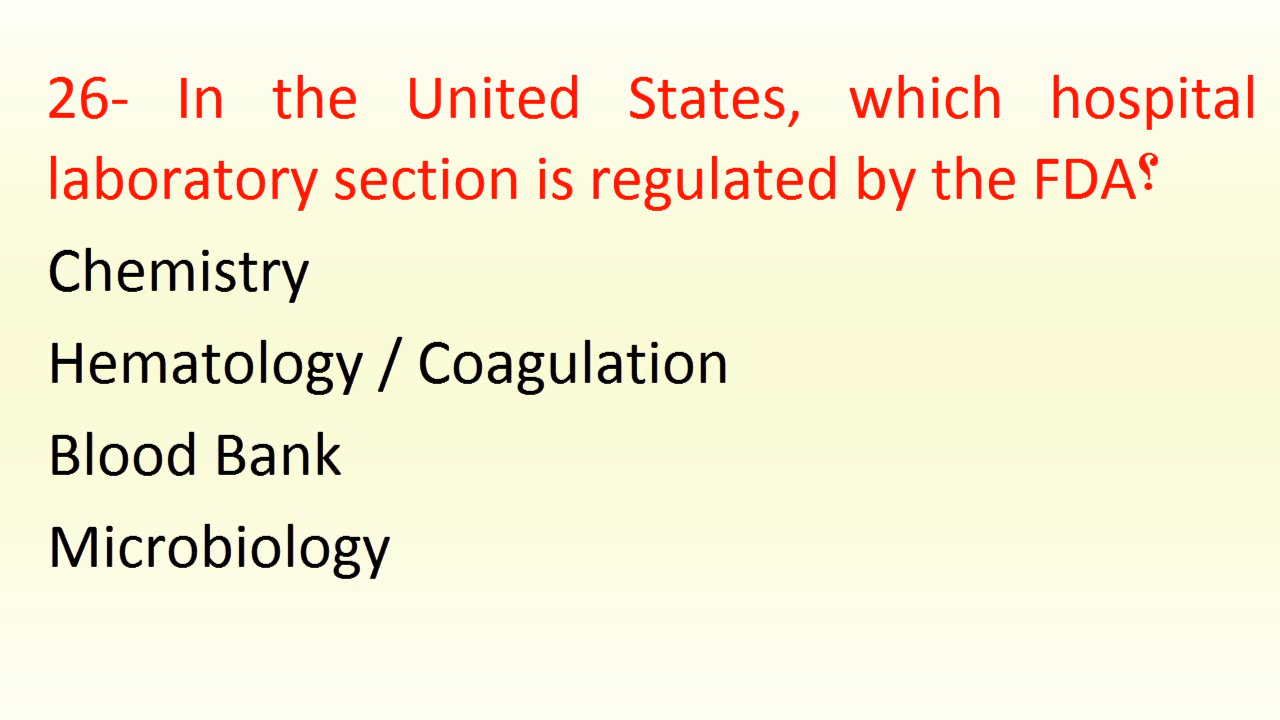 26- In the United States, which hospital
laboratory section is regulated by the FDA؟
Chemistry
Hematology / Coagulation
Blood Bank
Microbiology